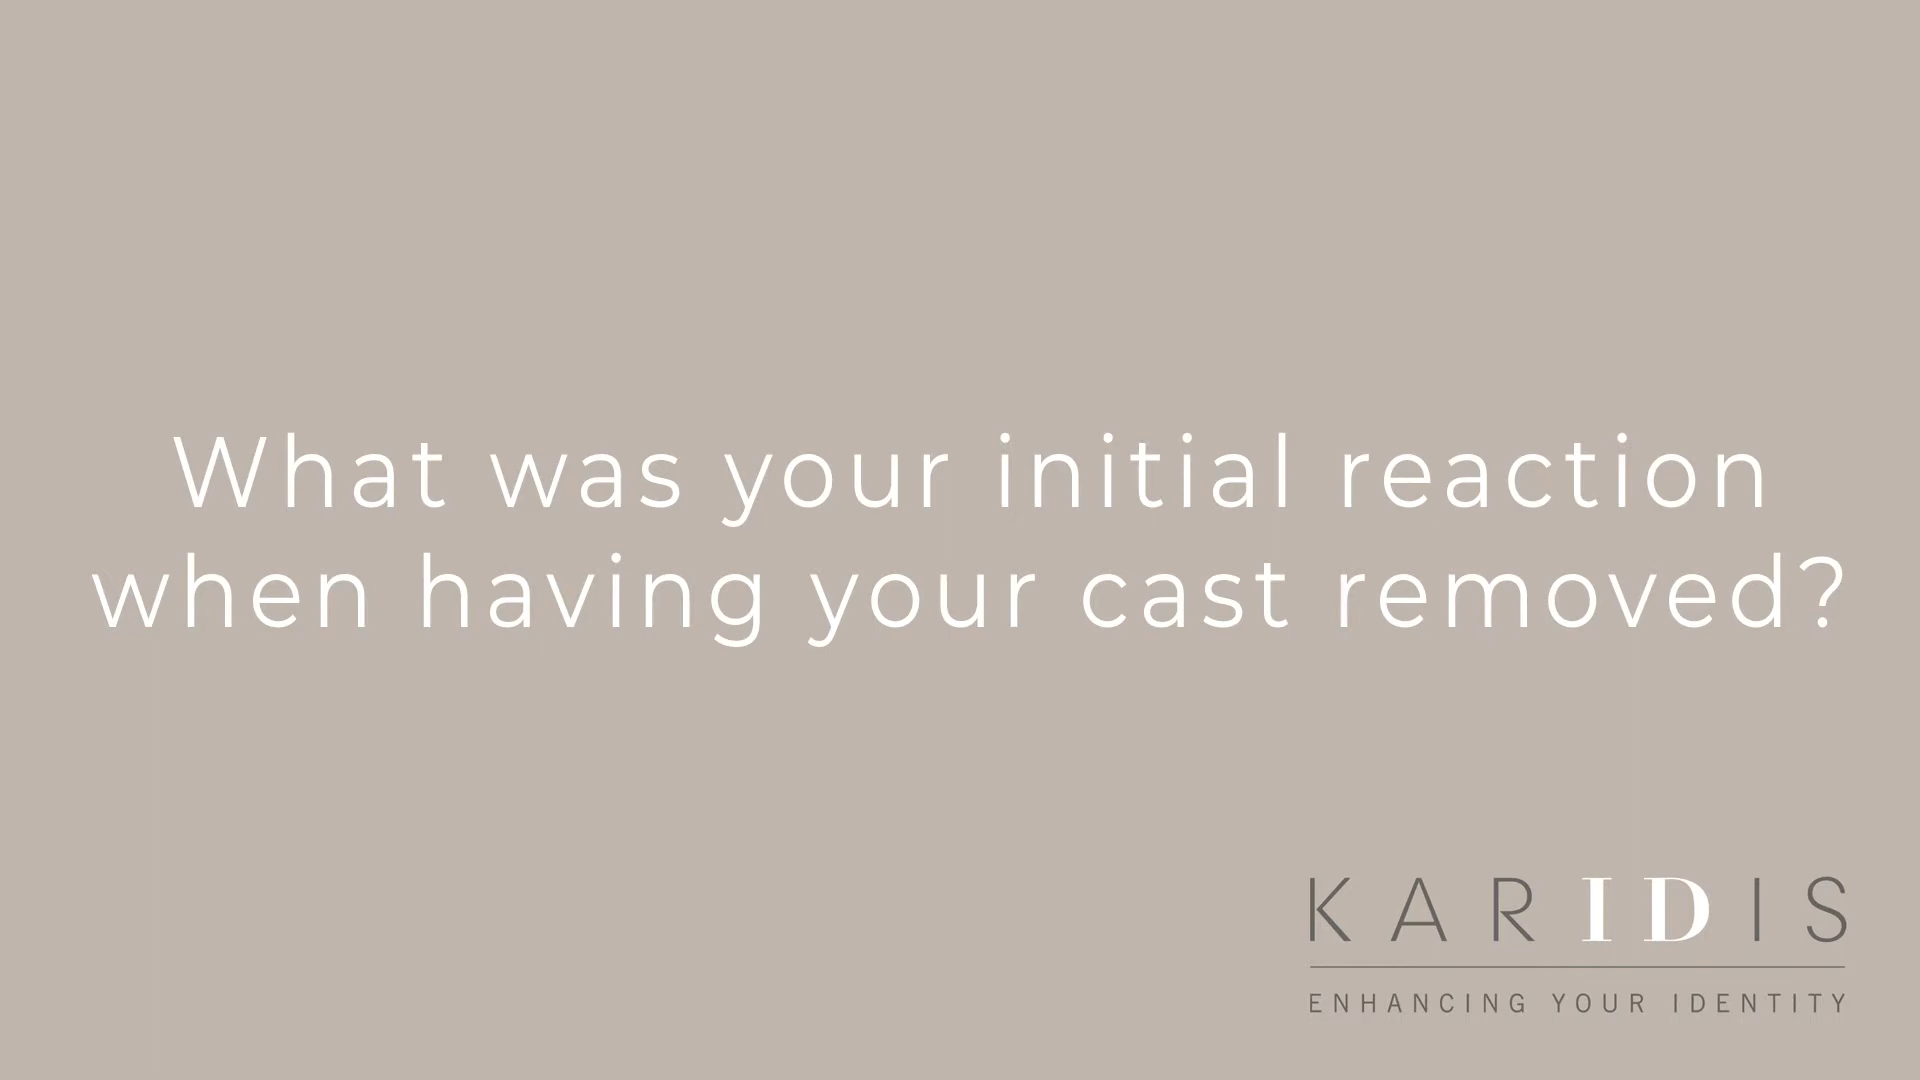 What was your initial reaction
when having your cast removed?
KARIDIS
ENHANCING YOUR IDENTITY